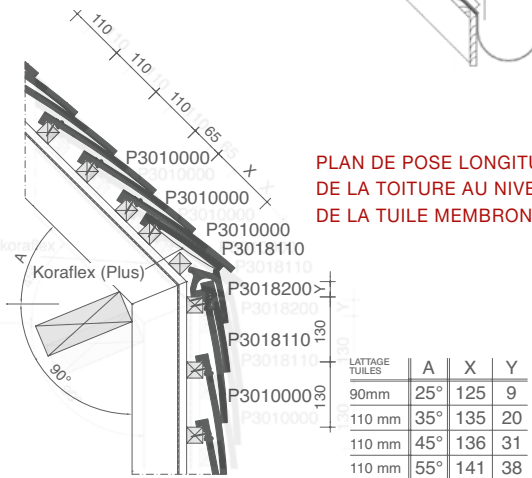 110
110
110
65
X
P3010000
P3010000
P3010000
P3018110
P3018200
P3018110
P3010000
Koraflex (Plus)
A
90°
Y
130
130
PLAN DE POSE LONGITU
DE LA TOITURE AU NIVE
DE LA TUILE MEMBRON
LATTAGE TUILES A X Y
90mm 25° 125 9
110 mm 35° 135 20
110 mm 45° 136 31
110 mm 55° 141 38